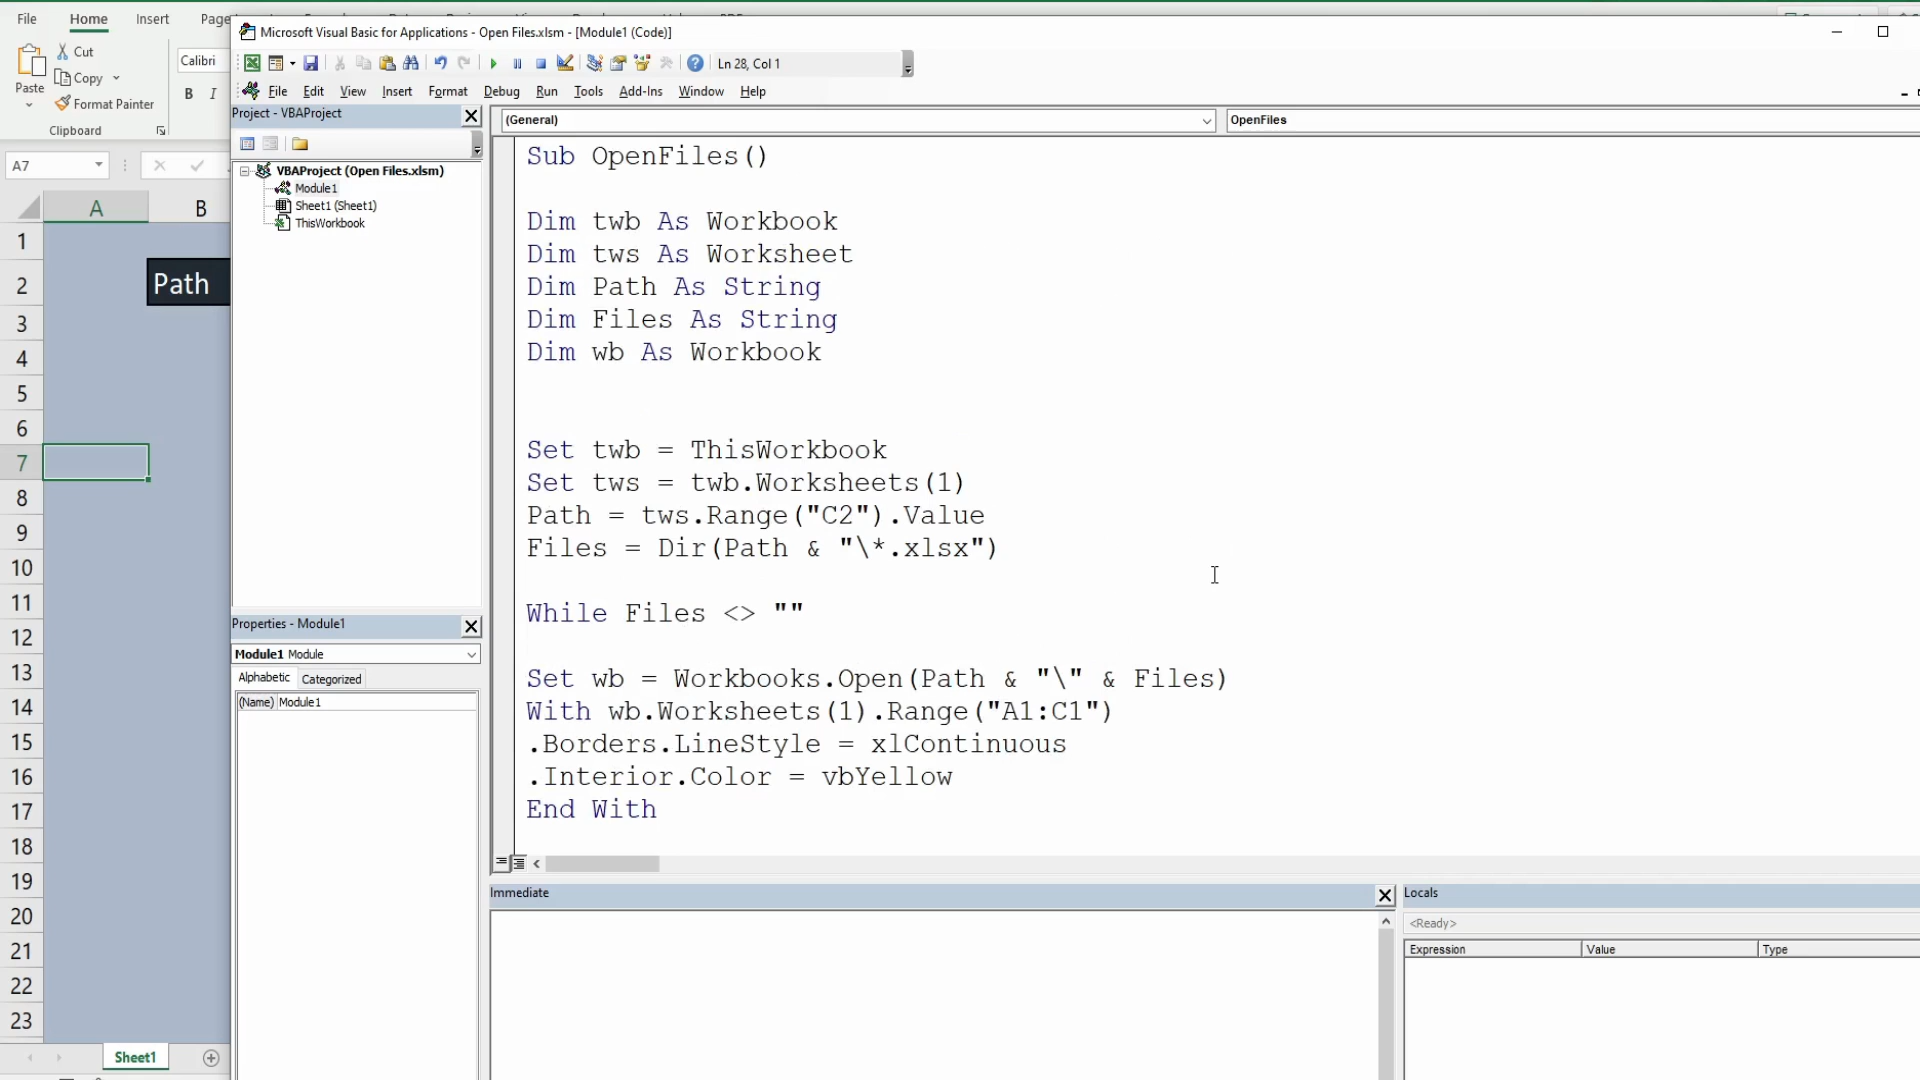 File Home Insert Page
Microsoft Visual Basic for Applications - Open Files.xlsm - [Module1 (Code)]
Cut
Copy
Paste
Format Painter
Clipboard
Calibri
B I
Ln 28, Col 1
File Edit View Insert Format Debug Run Tools Add-Ins Window Help
Project - VBAProject
(General)
OpenFiles
VBAProject (Open Files.xlsm)
Module1
Sheet1 (Sheet1)
ThisWorkbook
A7
A B
1
2
3
4
5
6
7
8
9
10
11
12
13
14
15
16
17
18
19
20
21
22
23
Path
Sub OpenFiles()
Dim twb As Workbook
Dim tws As Worksheet
Dim Path As String
Dim Files As String
Dim wb As Workbook
Set twb = ThisWorkbook
Set tws = twb.Worksheets(1)
Path = tws.Range("C2").Value
Files = Dir(Path & "\*.xlsx")
While Files <> ""
Set wb = Workbooks.Open(Path & "\" & Files)
With wb.Worksheets(1).Range("A1:C1")
.Borders.LineStyle = xlContinuous
.Interior.Color = vbYellow
End With
Properties - Module1
Module1 Module
Alphabetic Categorized
(Name) Module1
Immediate
Locals
<Ready>
Expression Value Type
Sheet1